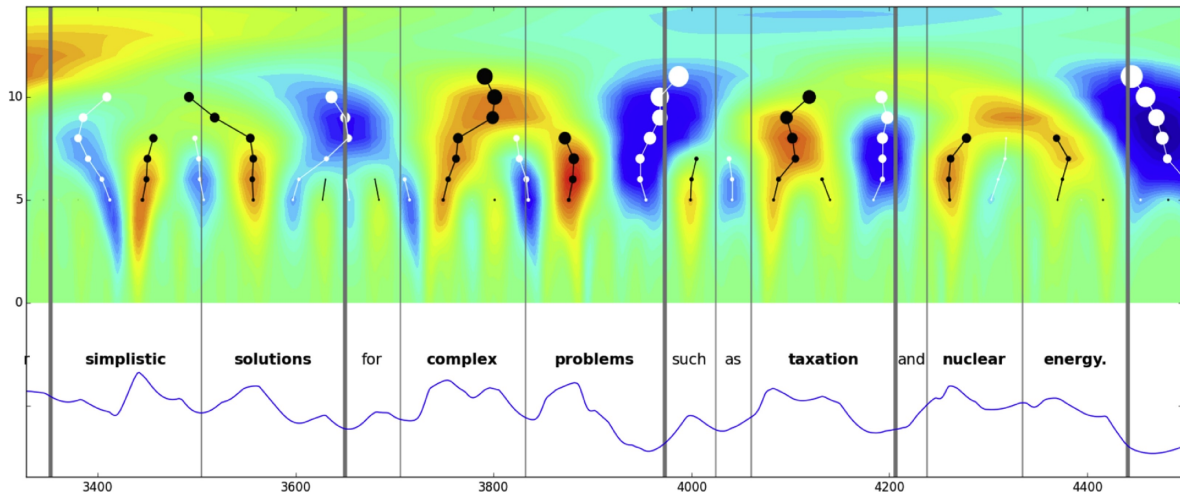 10
5
0
r simplistic solutions for complex problems such as taxation and nuclear energy.
3400 3600 3800 4000 4200 4400